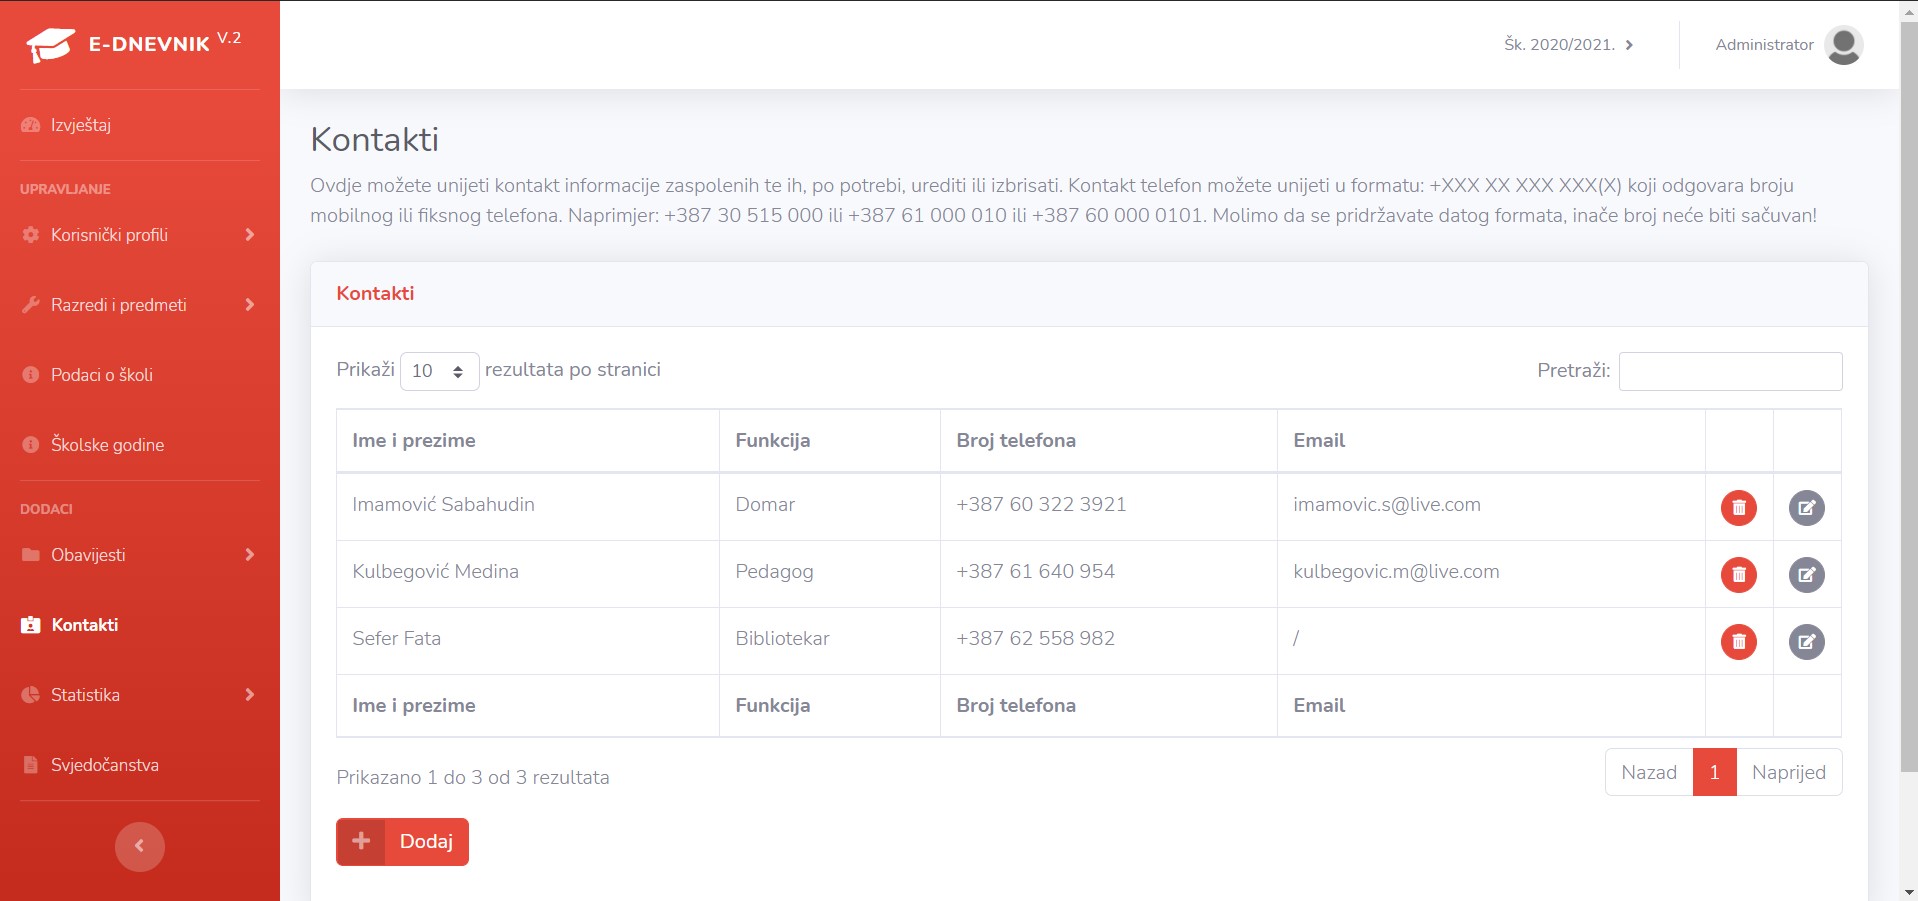 E-DNEVNIK V.2
Šk. 2020/2021.
Administrator
Izvještaj
UPRAVLJANJE
Korisnički profili
Razredi i predmeti
Podaci o školi
Školske godine
DODACI
Obavijesti
Kontakti
Statistika
Svjedočanstva
Kontakti
Ovdje možete unijeti kontakt informacije zaspolenih te ih, po potrebi, urediti ili izbrisati. Kontakt telefon možete unijeti u formatu: +XXX XX XXX XXX(X) koji odgovara broju
mobilnog ili fiksnog telefona. Naprimjer: +387 30 515 000 ili +387 61 000 010 ili +387 60 000 0101. Molimo da se pridržavate datog formata, inače broj neće biti sačuvan!
Kontakti
Prikaži 10 rezultata po stranici
Pretraži:
Ime i prezime Funkcija Broj telefona Email
Imamović Sabahudin Domar +387 60 322 3921 imamovic.s@live.com
Kulbegović Medina Pedagog +387 61 640 954 kulbegovic.m@live.com
Sefer Fata Bibliotekar +387 62 558 982 /
Ime i prezime Funkcija Broj telefona Email
Prikazano 1 do 3 od 3 rezultata
Nazad 1 Naprijed
Dodaj